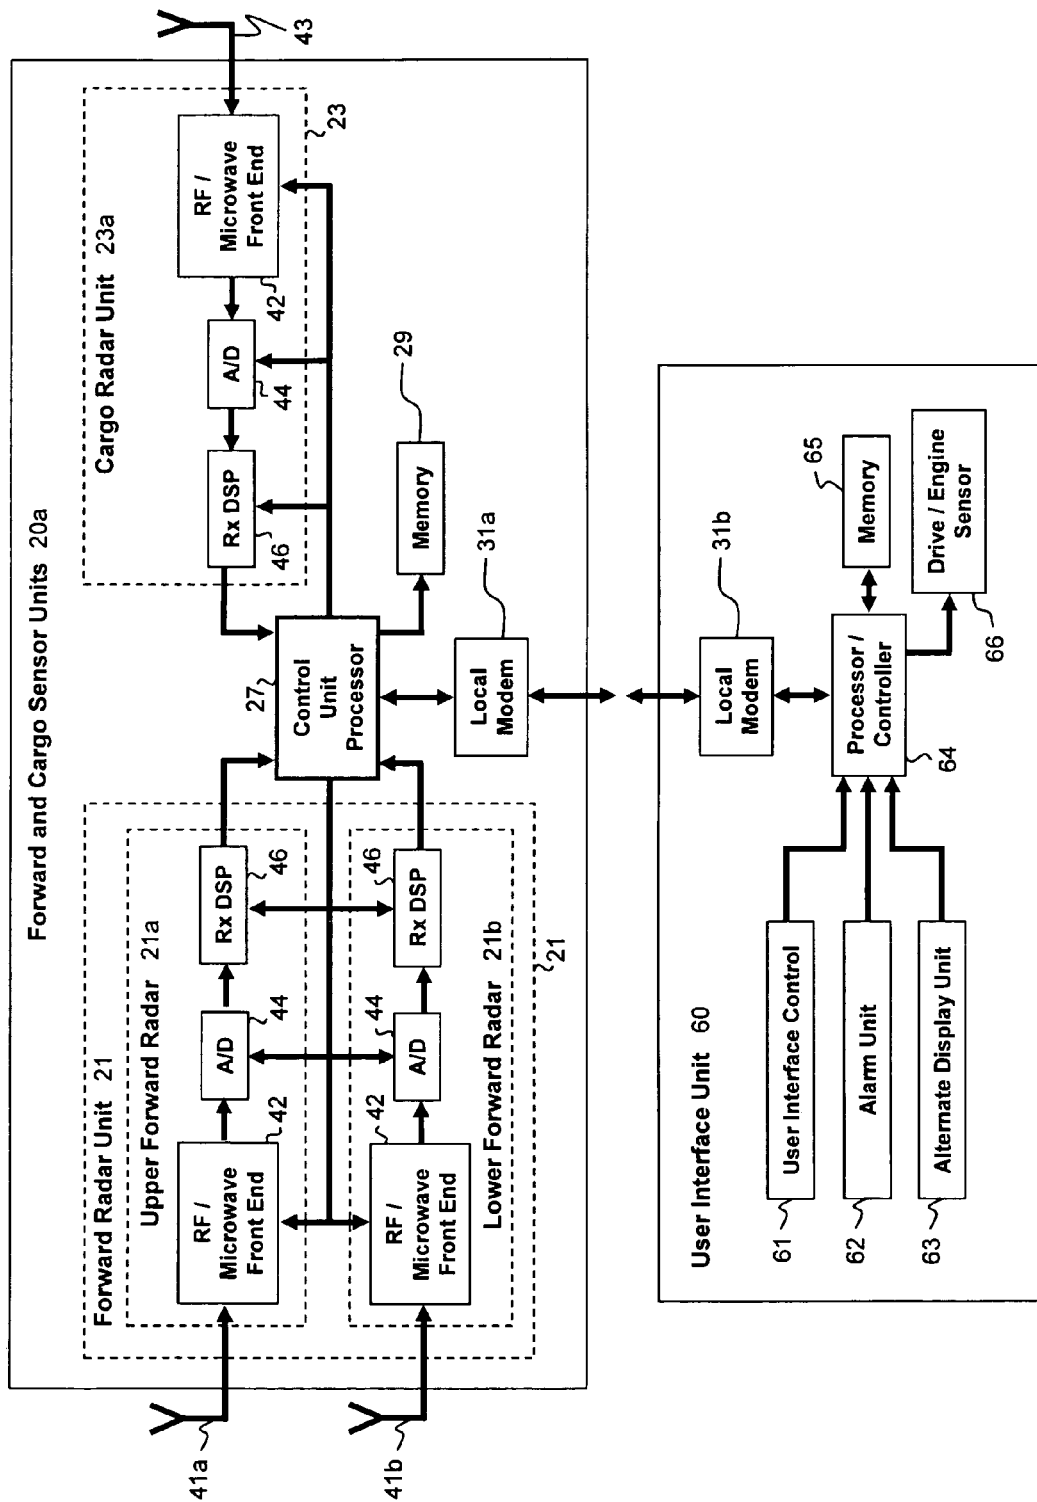 Forward and Cargo Sensor Units 20a
Forward Radar Unit 21
Upper Forward Radar 21a
41a
RF /
Microwave
Front End
42
A/D
44
Rx DSP
46
41b
RF /
Microwave
Front End
42
A/D
44
Rx DSP
46
Lower Forward Radar 21b
21
27
Control
Unit
Processor
Cargo Radar Unit 23a
Rx DSP
46
A/D
44
RF /
Microwave
Front End
42
23
43
Memory
29
Local
Modem
31a
User Interface Unit 60
61
User Interface Control
62
Alarm Unit
63
Alternate Display Unit
Local
Modem
31b
Processor /
Controller
64
Memory
65
Drive / Engine
Sensor
66